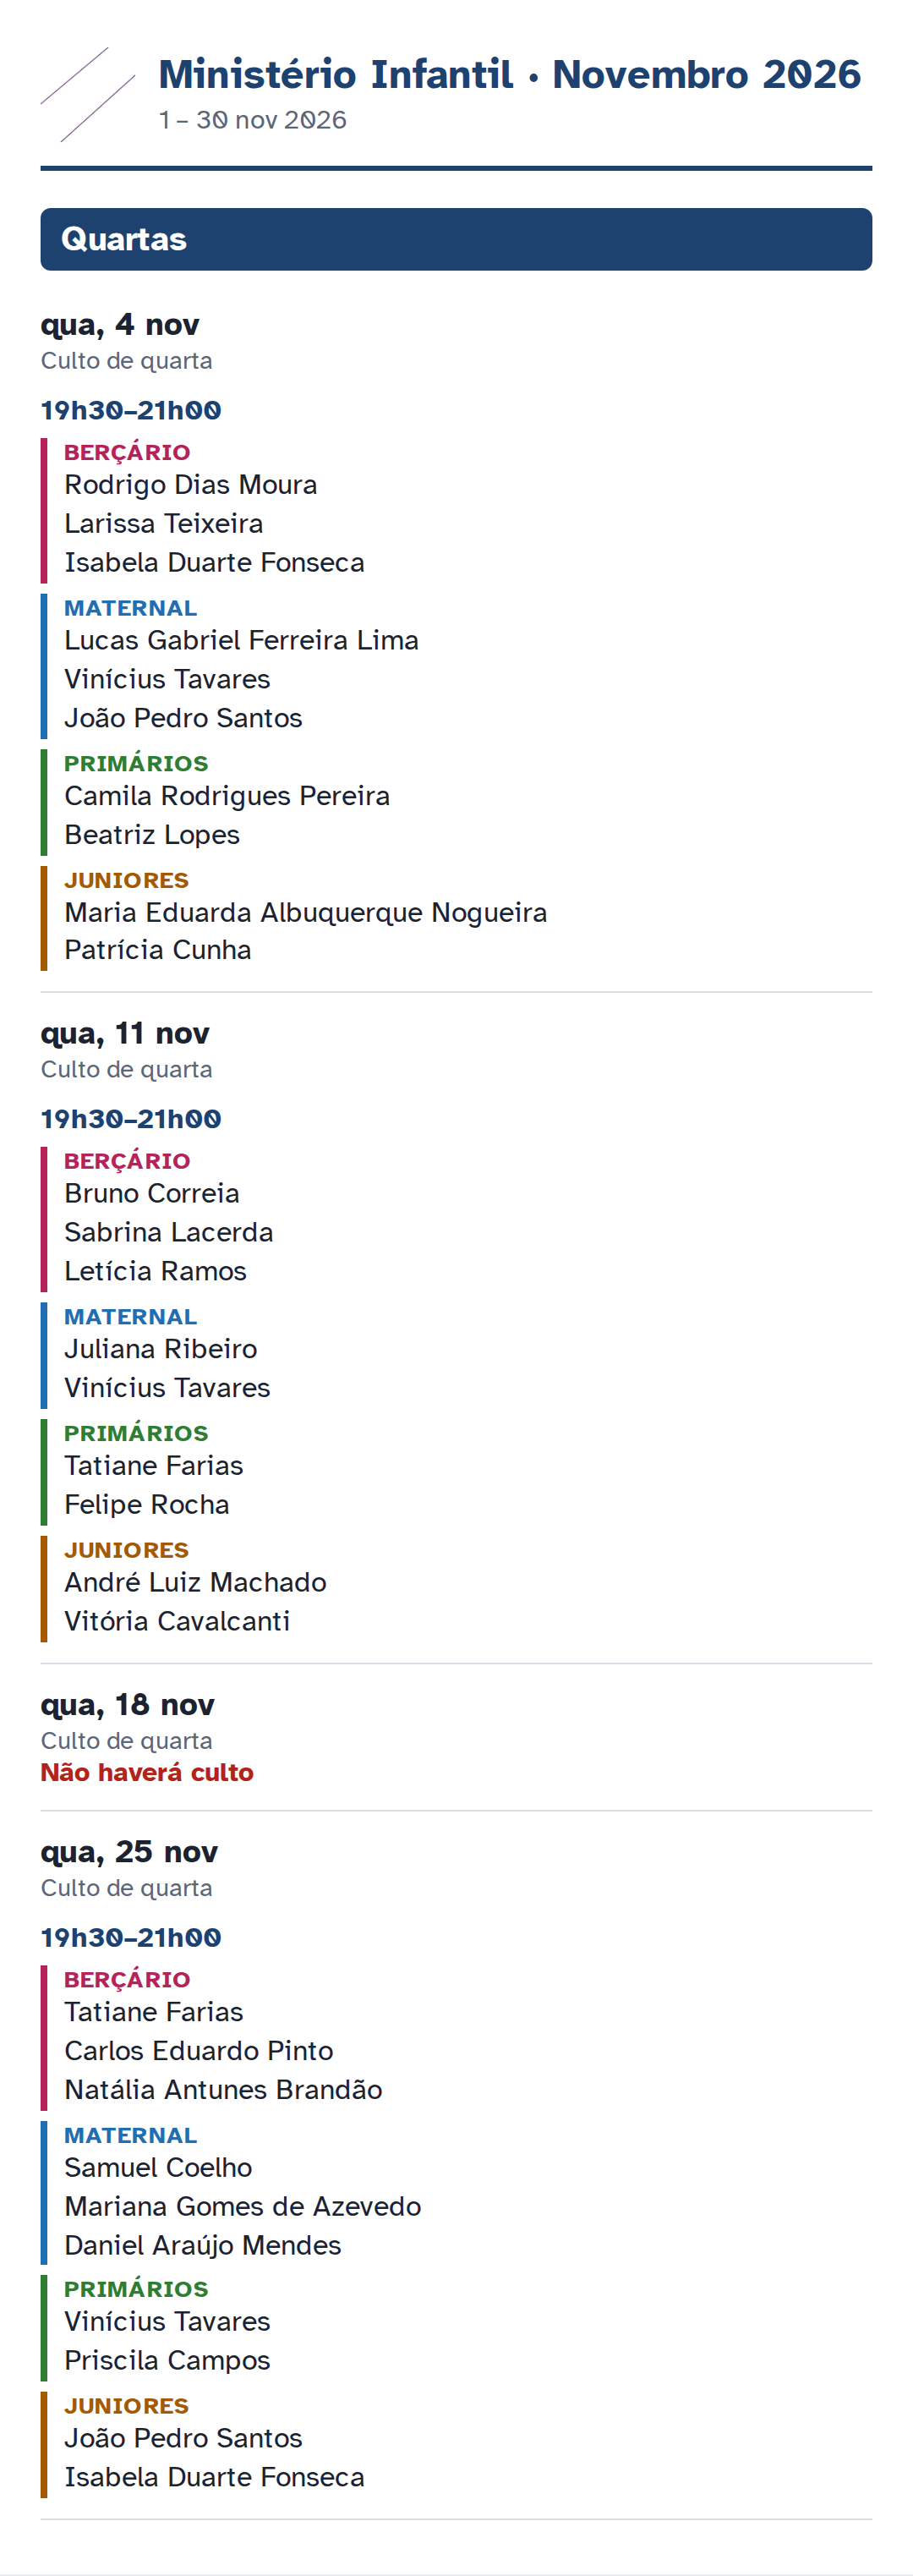 Ministério Infantil · Novembro 2026
1 – 30 nov 2026
Quartas
qua, 4 nov
Culto de quarta
19h30–21h00
BERÇÁRIO
Rodrigo Dias Moura
Larissa Teixeira
Isabela Duarte Fonseca
MATERNAL
Lucas Gabriel Ferreira Lima
Vinícius Tavares
João Pedro Santos
PRIMÁRIOS
Camila Rodrigues Pereira
Beatriz Lopes
JUNIORES
Maria Eduarda Albuquerque Nogueira
Patrícia Cunha
qua, 11 nov
Culto de quarta
19h30–21h00
BERÇÁRIO
Bruno Correia
Sabrina Lacerda
Letícia Ramos
MATERNAL
Juliana Ribeiro
Vinícius Tavares
PRIMÁRIOS
Tatiane Farias
Felipe Rocha
JUNIORES
André Luiz Machado
Vitória Cavalcanti
qua, 18 nov
Culto de quarta
Não haverá culto
qua, 25 nov
Culto de quarta
19h30–21h00
BERÇÁRIO
Tatiane Farias
Carlos Eduardo Pinto
Natália Antunes Brandão
MATERNAL
Samuel Coelho
Mariana Gomes de Azevedo
Daniel Araújo Mendes
PRIMÁRIOS
Vinícius Tavares
Priscila Campos
JUNIORES
João Pedro Santos
Isabela Duarte Fonseca